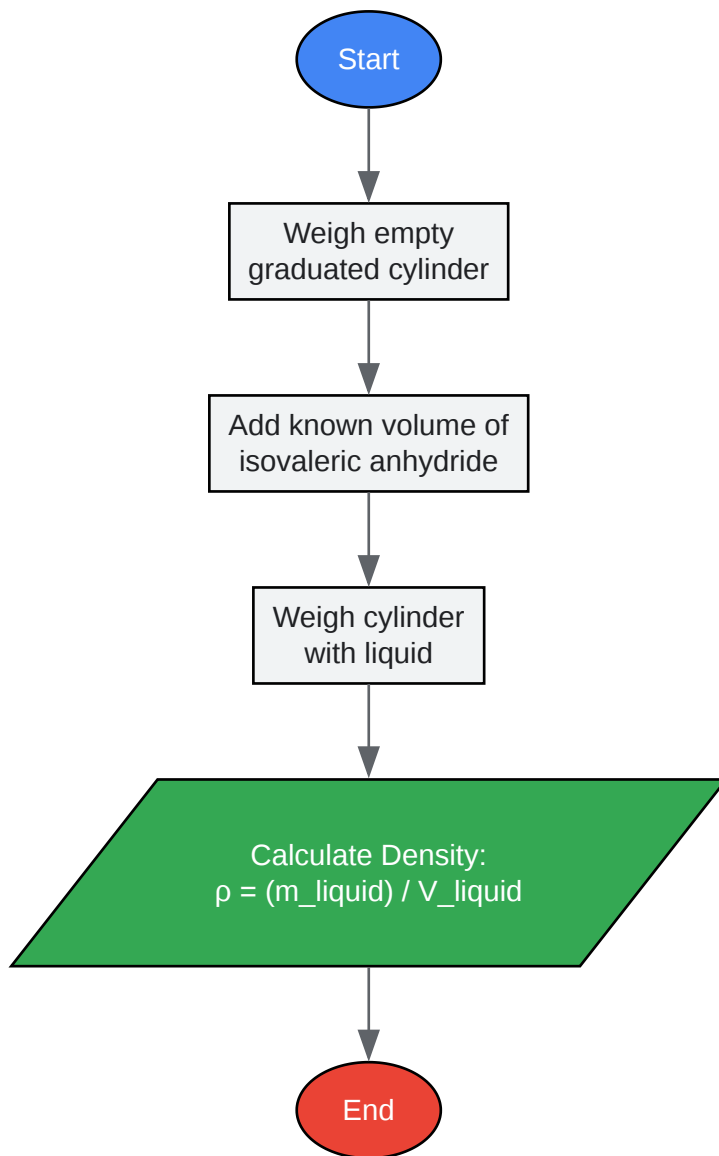 Start
Weigh empty
graduated cylinder
Add known volume of
isovaleric anhydride
Weigh cylinder
with liquid
Calculate Density:
ρ = (m_liquid) / V_liquid
End